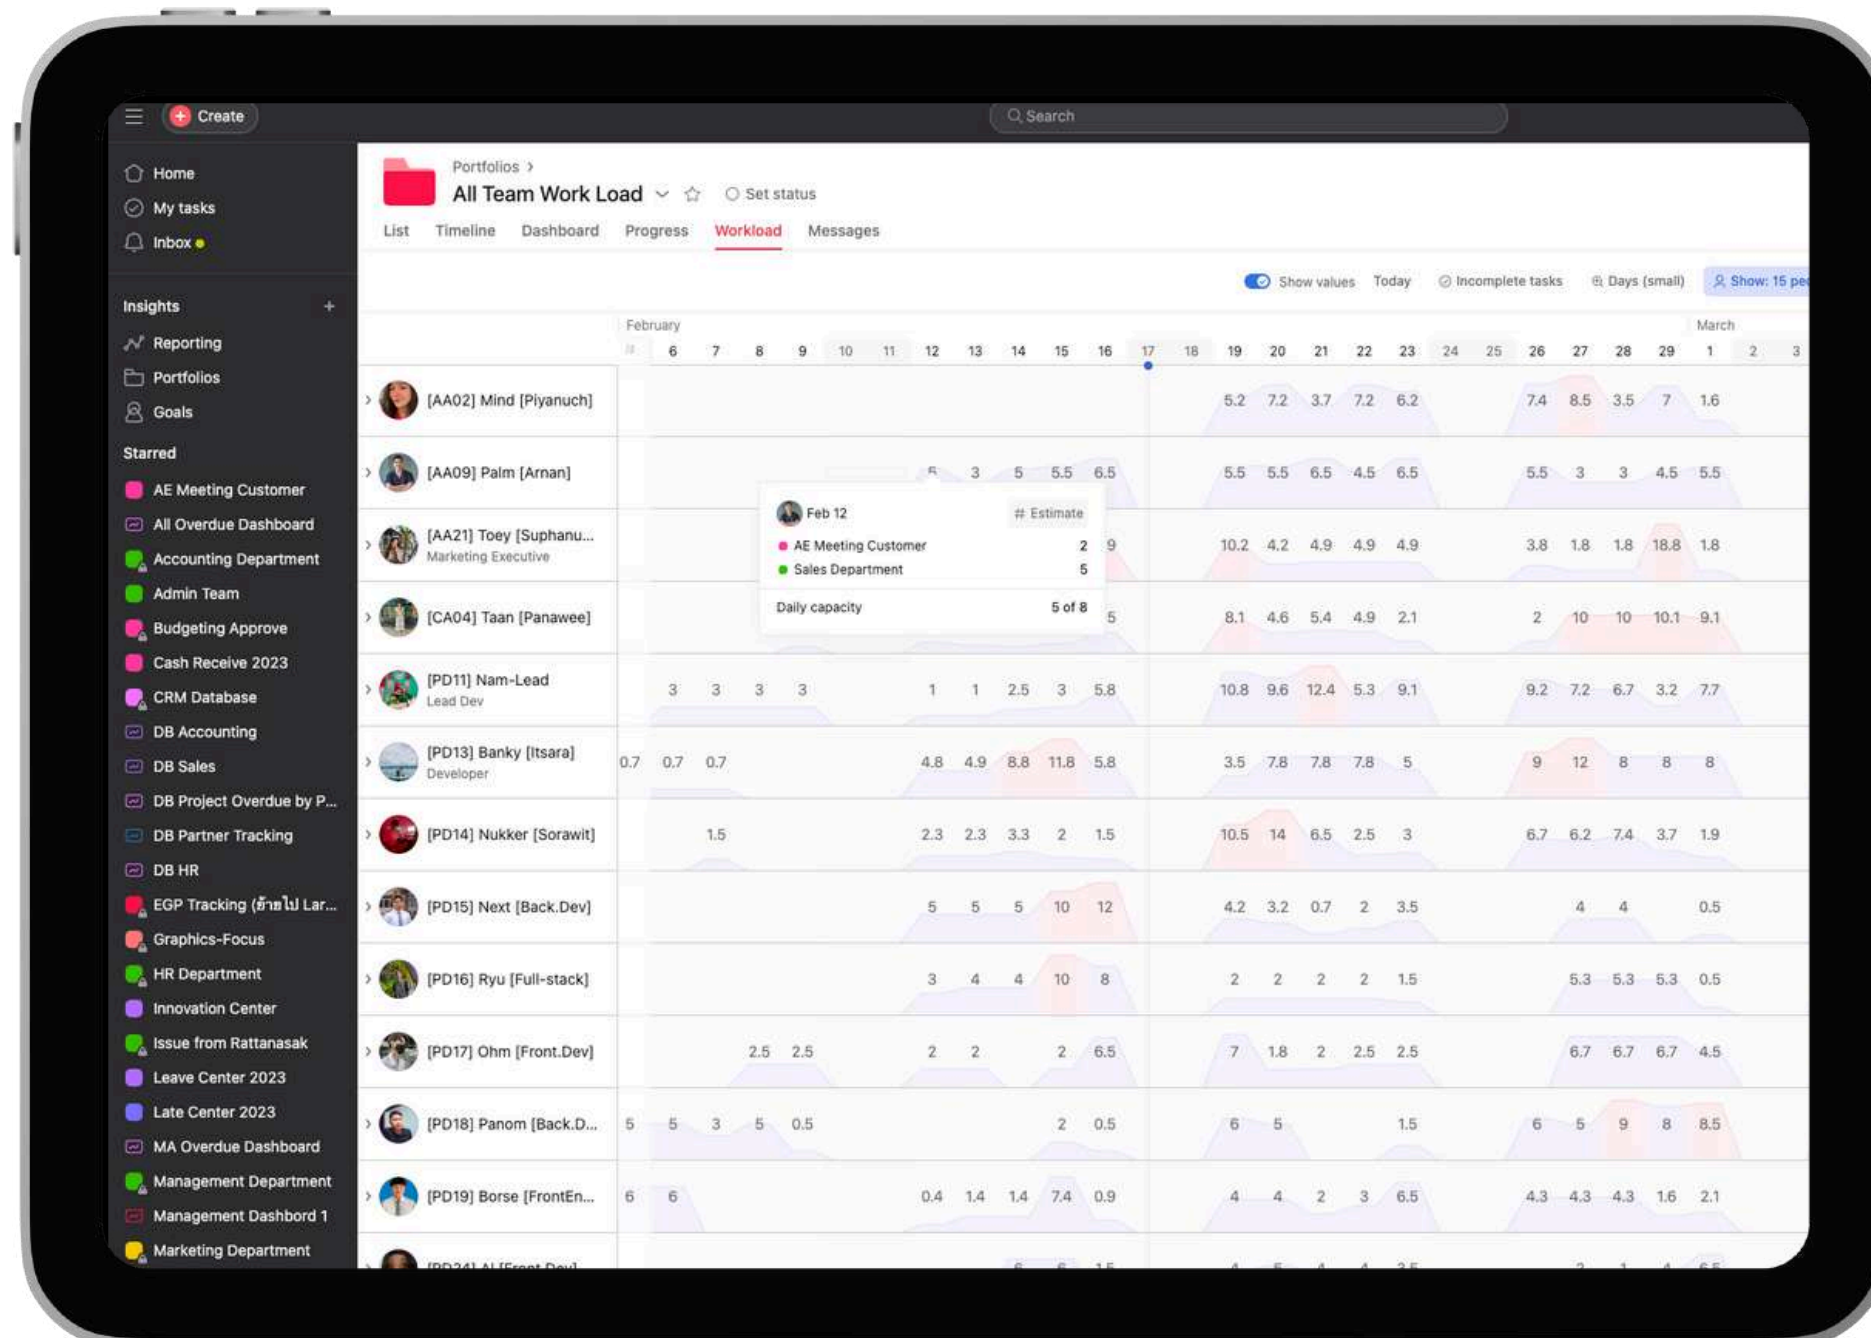 Create
Search
Home
My tasks
Inbox
Insights +
Reporting
Portfolios
Goals
Starred
AE Meeting Customer
All Overdue Dashboard
Accounting Department
Admin Team
Budgeting Approve
Cash Receive 2023
CRM Database
DB Accounting
DB Sales
DB Project Overdue by P...
DB Partner Tracking
DB HR
EGP Tracking (ย้ายไป Lar...
Graphics-Focus
HR Department
Innovation Center
Issue from Rattanasak
Leave Center 2023
Late Center 2023
MA Overdue Dashboard
Management Department
Management Dashbord 1
Marketing Department
Portfolios >
All Team Work Load
Set status
List Timeline Dashboard Progress Workload Messages
Show values Today Incomplete tasks Days (small) Show: 15 peo
February March
6 7 8 9 10 11 12 13 14 15 16 17 18 19 20 21 22 23 24 25 26 27 28 29 1 2 3
[AA02] Mind [Piyanuch] 5.2 7.2 3.7 7.2 6.2 7.4 8.5 3.5 7 1.6
[AA09] Palm [Arnan] 5 3 5 5.5 6.5 5.5 5.5 6.5 4.5 6.5 5.5 3 3 4.5 5.5
Feb 12 # Estimate
AE Meeting Customer 2
Sales Department 5
Daily capacity 5 of 8
[AA21] Toey [Suphanu... 9 10.2 4.2 4.9 4.9 4.9 3.8 1.8 1.8 18.8 1.8
Marketing Executive
[CA04] Taan [Panawee] 5 8.1 4.6 5.4 4.9 2.1 2 10 10 10.1 9.1
[PD11] Nam-Lead 3 3 3 3 1 1 2.5 3 5.8 10.8 9.6 12.4 5.3 9.1 9.2 7.2 6.7 3.2 7.7
Lead Dev
[PD13] Banky [Itsara] 0.7 0.7 0.7 4.8 4.9 8.8 11.8 5.8 3.5 7.8 7.8 7.8 5 9 12 8 8 8
Developer
[PD14] Nukker [Sorawit] 1.5 2.3 2.3 3.3 2 1.5 10.5 14 6.5 2.5 3 6.7 6.2 7.4 3.7 1.9
[PD15] Next [Back.Dev] 5 5 5 10 12 4.2 3.2 0.7 2 3.5 4 4 0.5
[PD16] Ryu [Full-stack] 3 4 4 10 8 2 2 2 2 1.5 5.3 5.3 5.3 0.5
[PD17] Ohm [Front.Dev] 2.5 2.5 2 2 2 6.5 7 1.8 2 2.5 2.5 6.7 6.7 6.7 4.5
[PD18] Panom [Back.D... 5 5 3 5 0.5 2 0.5 6 5 1.5 6 5 9 8 8.5
[PD19] Borse [FrontEn... 6 6 0.4 1.4 1.4 7.4 0.9 4 4 2 3 6.5 4.3 4.3 4.3 1.6 2.1